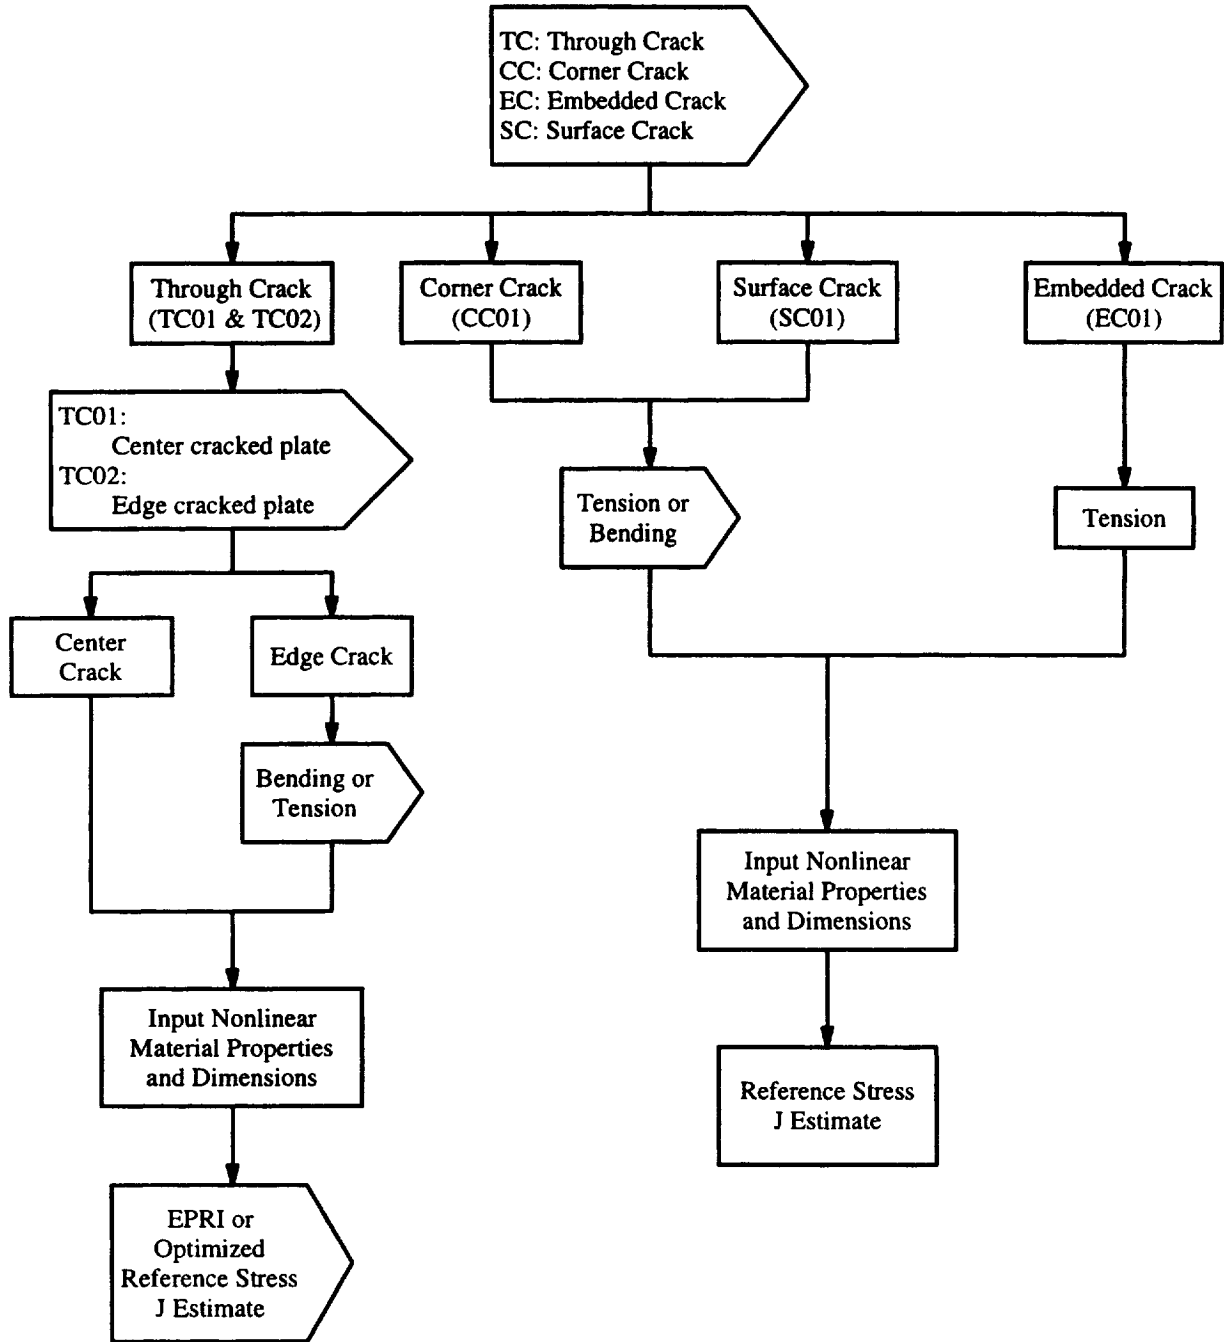 TC: Through Crack
CC: Corner Crack
EC: Embedded Crack
SC: Surface Crack
Through Crack
(TC01 & TC02)
Corner Crack
(CC01)
Surface Crack
(SC01)
Embedded Crack
(EC01)
TC01:
Center cracked plate
TC02:
Edge cracked plate
Tension or
Bending
Tension
Center
Crack
Edge Crack
Bending or
Tension
Input Nonlinear
Material Properties
and Dimensions
Input Nonlinear
Material Properties
and Dimensions
Reference Stress
J Estimate
EPRI or
Optimized
Reference Stress
J Estimate